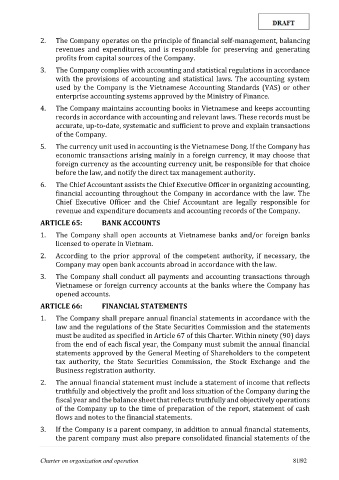 DRAFT
2. The Company operates on the principle of financial self-management, balancing
revenues and expenditures, and is responsible for preserving and generating
profits from capital sources of the Company.
3. The Company complies with accounting and statistical regulations in accordance
with the provisions of accounting and statistical laws. The accounting system
used by the Company is the Vietnamese Accounting Standards (VAS) or other
enterprise accounting systems approved by the Ministry of Finance.
4. The Company maintains accounting books in Vietnamese and keeps accounting
records in accordance with accounting and relevant laws. These records must be
accurate, up-to-date, systematic and sufficient to prove and explain transactions
of the Company.
5. The currency unit used in accounting is the Vietnamese Dong. If the Company has
economic transactions arising mainly in a foreign currency, it may choose that
foreign currency as the accounting currency unit, be responsible for that choice
before the law, and notify the direct tax management authority.
6. The Chief Accountant assists the Chief Executive Officer in organizing accounting,
financial accounting throughout the Company in accordance with the law. The
Chief Executive Officer and the Chief Accountant are legally responsible for
revenue and expenditure documents and accounting records of the Company.
ARTICLE 65: BANK ACCOUNTS
1. The Company shall open accounts at Vietnamese banks and/or foreign banks
licensed to operate in Vietnam.
2. According to the prior approval of the competent authority, if necessary, the
Company may open bank accounts abroad in accordance with the law.
3. The Company shall conduct all payments and accounting transactions through
Vietnamese or foreign currency accounts at the banks where the Company has
opened accounts.
ARTICLE 66: FINANCIAL STATEMENTS
1. The Company shall prepare annual financial statements in accordance with the
law and the regulations of the State Securities Commission and the statements
must be audited as specified in Article 67 of this Charter. Within ninety (90) days
from the end of each fiscal year, the Company must submit the annual financial
statements approved by the General Meeting of Shareholders to the competent
tax authority, the State Securities Commission, the Stock Exchange and the
Business registration authority.
2. The annual financial statement must include a statement of income that reflects
truthfully and objectively the profit and loss situation of the Company during the
fiscal year and the balance sheet that reflects truthfully and objectively operations
of the Company up to the time of preparation of the report, statement of cash
flows and notes to the financial statements.
3. If the Company is a parent company, in addition to annual financial statements,
the parent company must also prepare consolidated financial statements of the
Charter on organization and operation 81|92